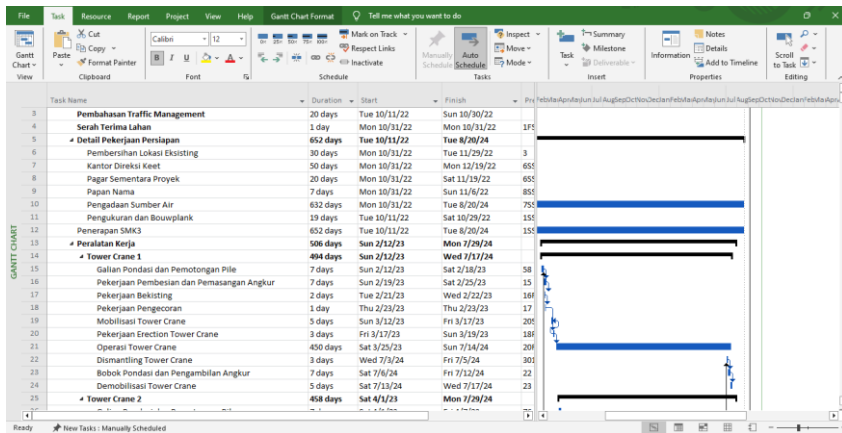 File Task Resource Report Project View Help Gantt Chart Format Tell me what you want to do
Gantt Chart
View
Paste
Cut
Copy
Format Painter
Clipboard
Calibri 12
B I U A
Font
0% 25% 50% 75% 100%
Mark on Track
Respect Links
Inactivate
Schedule
Manually Schedule
Auto Schedule
Inspect
Move
Mode
Tasks
Task
Summary
Milestone
Deliverable
Insert
Information
Notes
Details
Add to Timeline
Properties
Scroll to Task
Editing
Task Name Duration Start Finish
3 Pembahasan Traffic Management 20 days Tue 10/11/22 Sun 10/30/22
4 Serah Terima Lahan 1 day Mon 10/31/22 Mon 10/31/22 1FS
5 Detail Pekerjaan Persiapan 652 days Tue 10/11/22 Tue 8/20/24
6 Pembersihan Lokasi Eksisting 30 days Mon 10/31/22 Tue 11/29/22 3
7 Kantor Direksi Keet 50 days Mon 10/31/22 Mon 12/19/22 6SS
8 Pagar Sementara Proyek 20 days Mon 10/31/22 Sat 11/19/22 6SS
9 Papan Nama 7 days Mon 10/31/22 Sun 11/6/22 8SS
10 Pengadaan Sumber Air 632 days Mon 10/31/22 Tue 8/20/24 7SS
11 Pengukuran dan Bouwplank 19 days Tue 10/11/22 Sat 10/29/22 1SS
12 Penerapan SMK3 652 days Tue 10/11/22 Tue 8/20/24 1SS
13 Peralatan Kerja 506 days Sun 2/12/23 Mon 7/29/24
14 Tower Crane 1 494 days Sun 2/12/23 Wed 7/17/24
15 Galian Pondasi dan Pemotongan Pile 7 days Sun 2/12/23 Sat 2/18/23 58
16 Pekerjaan Pembesian dan Pemasangan Angkur 7 days Sun 2/19/23 Sat 2/25/23 15
17 Pekerjaan Bekisting 2 days Tue 2/21/23 Wed 2/22/23
18 Pekerjaan Pengecoran 1 day Thu 2/23/23 Thu 2/23/23 17
19 Mobilisasi Tower Crane 5 days Sun 3/12/23 Fri 3/17/23
20 Pekerjaan Erection Tower Crane 3 days Fri 3/17/23 Sun 3/19/23
21 Operasi Tower Crane 450 days Sat 3/25/23 Sun 7/14/24
22 Dismantling Tower Crane 3 days Wed 7/3/24 Fri 7/5/24 301
23 Bobok Pondasi dan Pengambilan Angkur 7 days Sat 7/6/24 Fri 7/12/24 22
24 Demobilisasi Tower Crane 5 days Sat 7/13/24 Wed 7/17/24 23
25 Tower Crane 2 458 days Sat 4/1/23 Mon 7/29/24
GANTT CHART
Ready New Tasks : Manually Scheduled